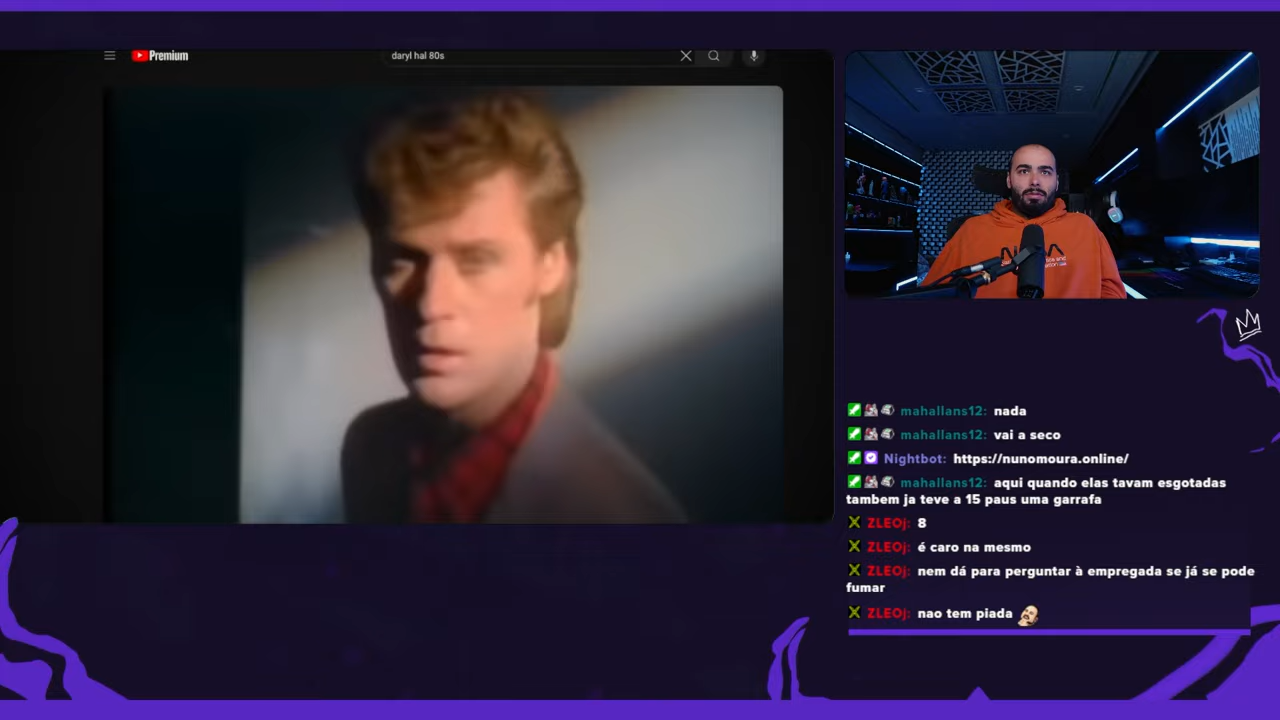 Premium
daryl hal 80s
mahallans12: nada
mahallans12: vai a seco
Nightbot: https://nunomoura.online/
mahallans12: aqui quando elas tavam esgotadas
tambem ja teve a 15 paus uma garrafa
ZLEOj: 8
ZLEOj: é caro na mesmo
ZLEOj: nem dá para perguntar à empregada se já se pode
fumar
ZLEOj: nao tem piada